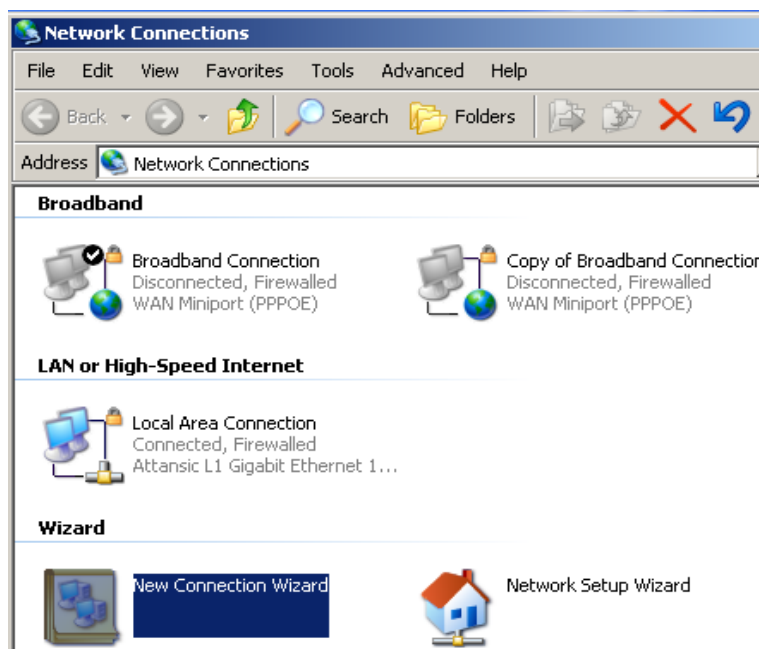 Network Connections
File Edit View Favorites Tools Advanced Help
Back Search Folders
Address Network Connections
Broadband
Broadband Connection
Disconnected, Firewalled
WAN Miniport (PPPOE)
Copy of Broadband Connection
Disconnected, Firewalled
WAN Miniport (PPPOE)
LAN or High-Speed Internet
Local Area Connection
Connected, Firewalled
Attansic L1 Gigabit Ethernet 1...
Wizard
New Connection Wizard
Network Setup Wizard